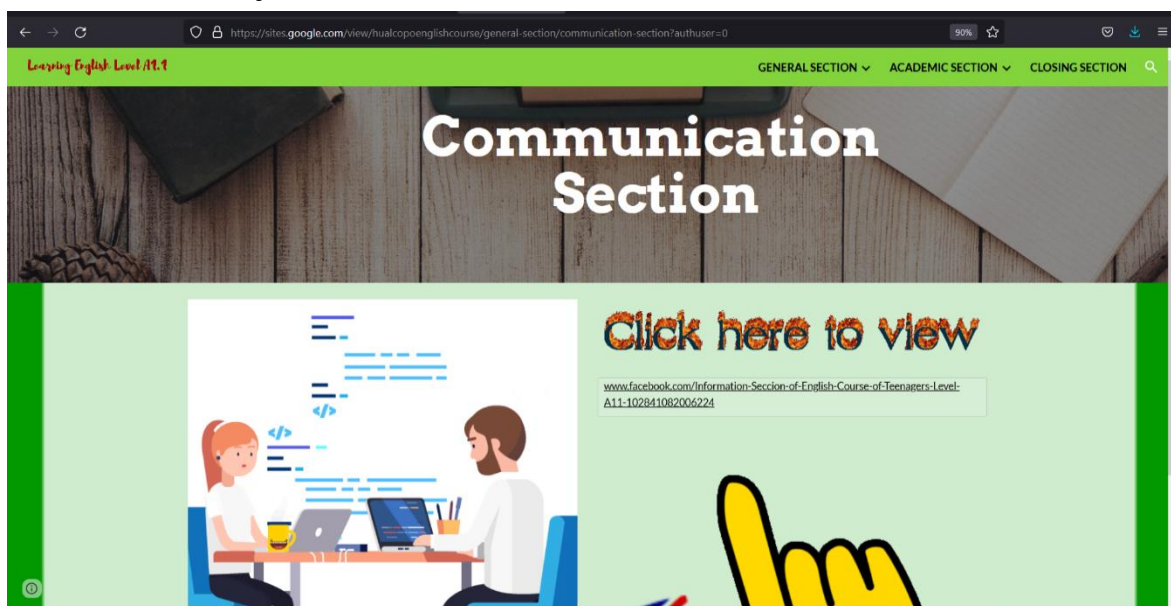 https://sites.google.com/view/hualcopoenglishcourse/general-section/communication-section?authuser=0
90%
Learning English Level A1.1
GENERAL SECTION
ACADEMIC SECTION
CLOSING SECTION
Communication
Section
Click here to view
www.facebook.com/Information-Seccion-of-English-Course-of-Teenagers-Level-
A11-102841082006224